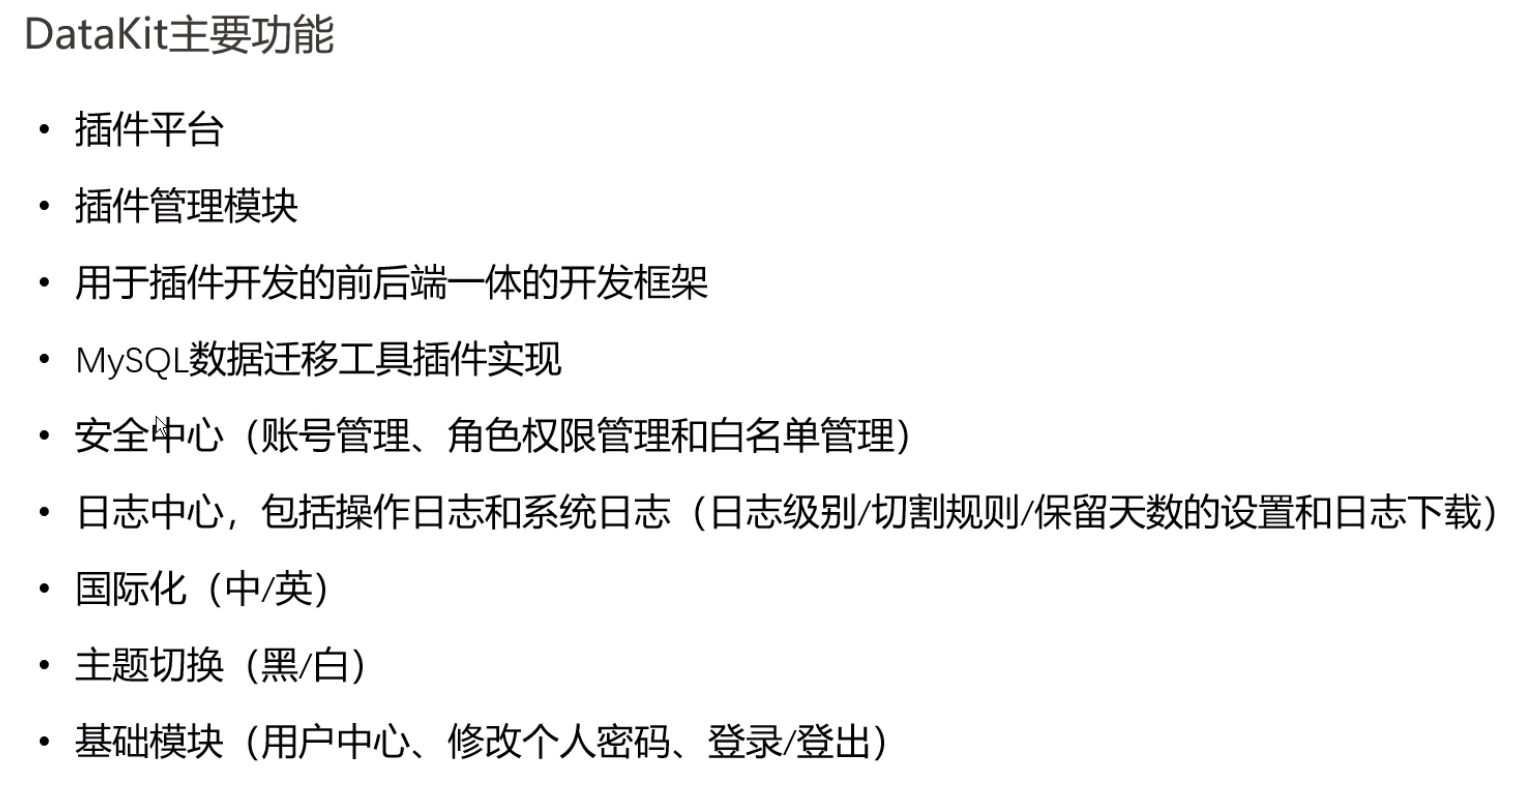 DataKit主要功能
• 插件平台
• 插件管理模块
• 用于插件开发的前后端一体的开发框架
• MySQL数据迁移工具插件实现
• 安全中心（账号管理、角色权限管理和白名单管理）
• 日志中心，包括操作日志和系统日志（日志级别/切割规则/保留天数的设置和日志下载）
• 国际化（中/英）
• 主题切换（黑/白）
• 基础模块（用户中心、修改个人密码、登录/登出）